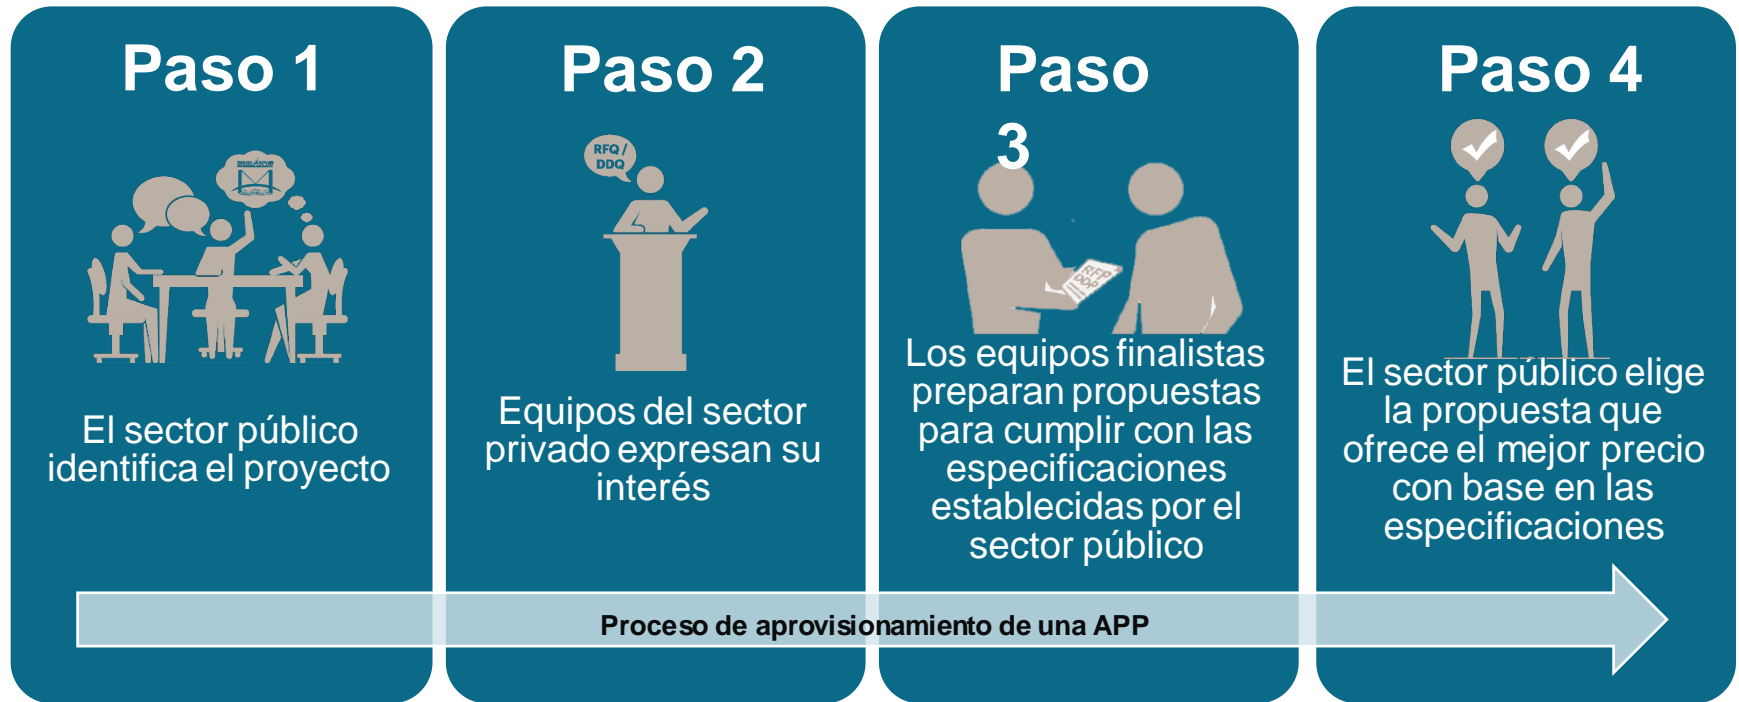 Paso 1
RFQ /
DDQ
El sector público
identifica el proyecto
Paso 2
Equipos del sector
privado expresan su
interés
Paso
3
RFP
DDP
Los equipos finalistas
preparan propuestas
para cumplir con las
especificaciones
establecidas por el
sector público
Paso 4
El sector público elige
la propuesta que
ofrece el mejor precio
con base en las
especificaciones
Proceso de aprovisionamiento de una APP